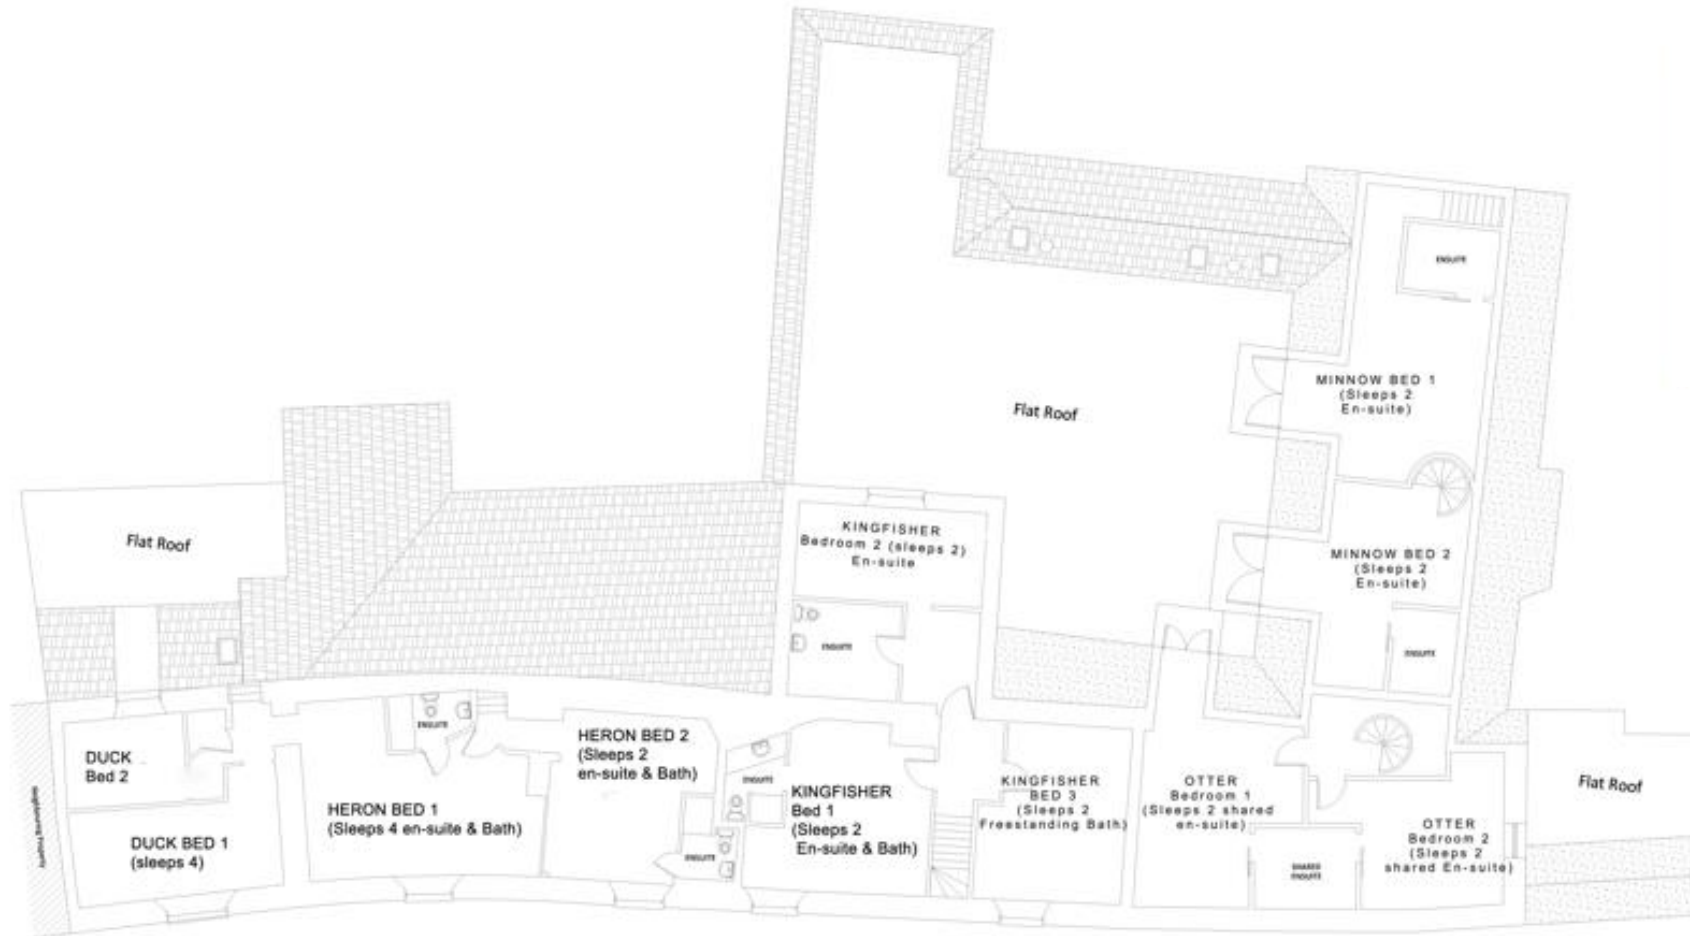 ENSUITE
MINNOW BED 1
(Sleeps 2
En-suite)
Flat Roof
KINGFISHER
Bedroom 2 (sleeps 2)
En-suite
Flat Roof
MINNOW BED 2
(Sleeps 2
En-suite)
ENSUITE
ENSUITE
ENSUITE
HERON BED 2
(Sleeps 2
en-suite & Bath)
DUCK
Bed 2
ENSUITE
KINGFISHER
Bed 1
(Sleeps 2
En-suite & Bath)
KINGFISHER
BED 3
(Sleeps 2
Freestanding Bath)
OTTER
Bedroom 1
(Sleeps 2 shared
en-suite)
Flat Roof
HERON BED 1
(Sleeps 4 en-suite & Bath)
DUCK BED 1
(sleeps 4)
ENSUITE
SHARED
ENSUITE
OTTER
Bedroom 2
(Sleeps 2
shared En-suite)
Neighbouring Property